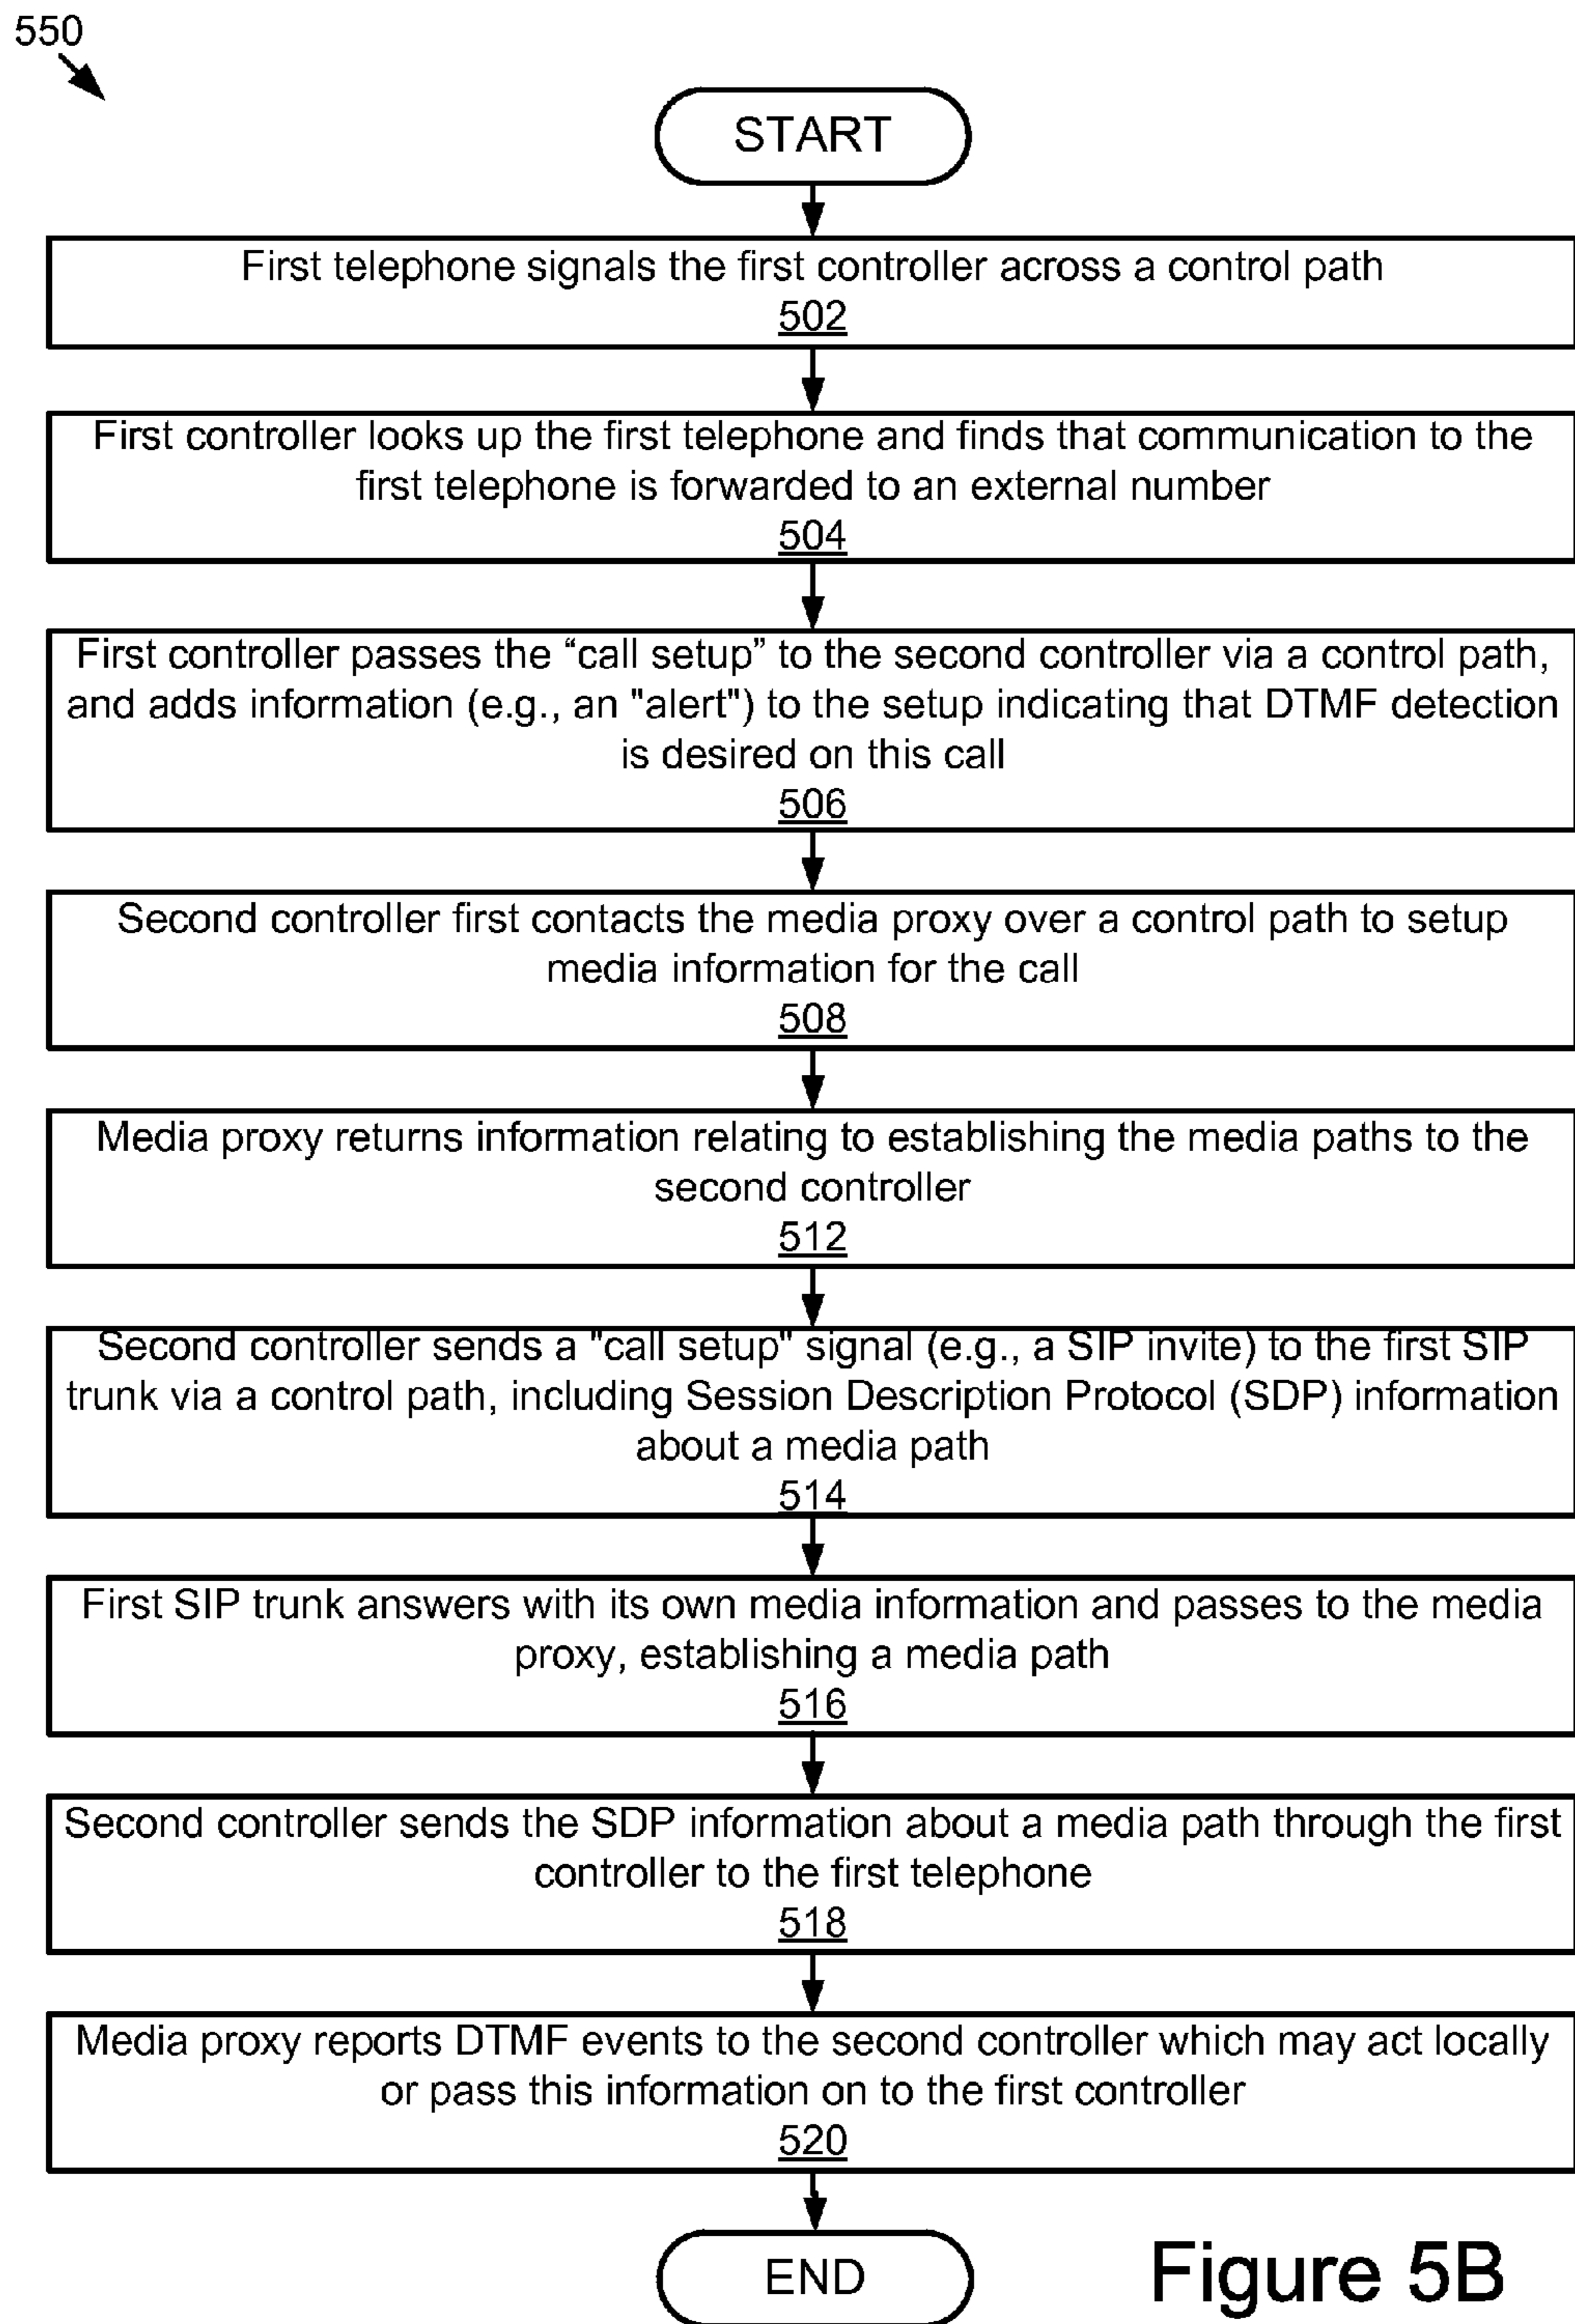 550
START
First telephone signals the first controller across a control path
502
First controller looks up the first telephone and finds that communication to the
first telephone is forwarded to an external number
504
First controller passes the “call setup” to the second controller via a control path,
and adds information (e.g., an "alert") to the setup indicating that DTMF detection
is desired on this call
506
Second controller first contacts the media proxy over a control path to setup
media information for the call
508
Media proxy returns information relating to establishing the media paths to the
second controller
512
Second controller sends a "call setup" signal (e.g., a SIP invite) to the first SIP
trunk via a control path, including Session Description Protocol (SDP) information
about a media path
514
First SIP trunk answers with its own media information and passes to the media
proxy, establishing a media path
516
Second controller sends the SDP information about a media path through the first
controller to the first telephone
518
Media proxy reports DTMF events to the second controller which may act locally
or pass this information on to the first controller
520
END
Figure 5B